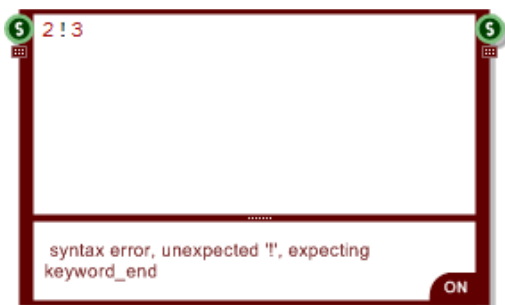 S
S
2!3
syntax error, unexpected '!', expecting
keyword_end
ON